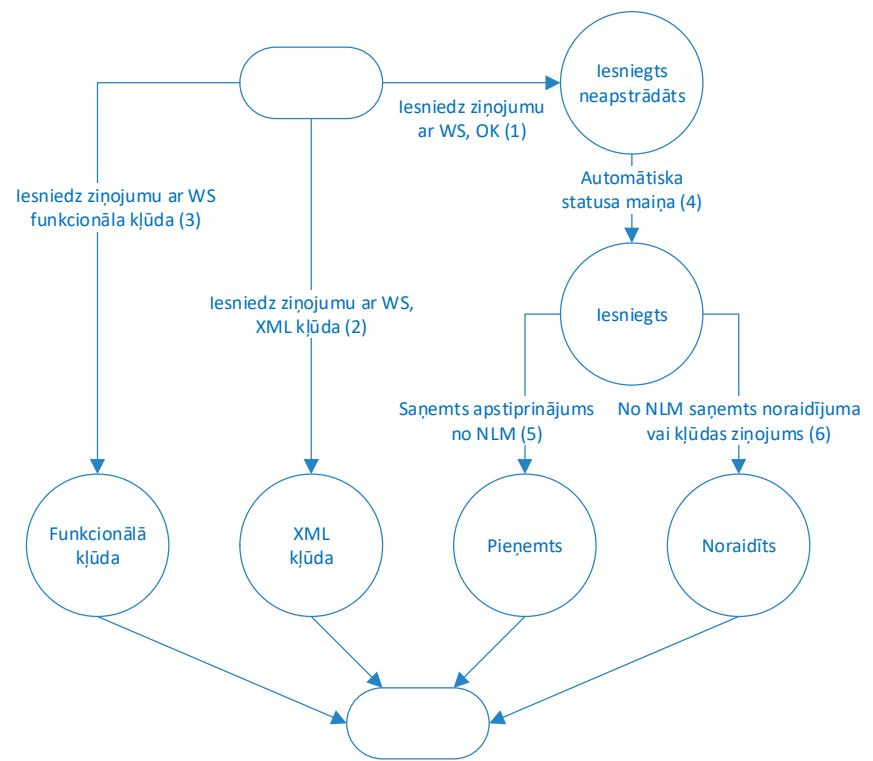 Iesniegts
neapstrādāts
Iesniedz ziņojumu
ar WS, OK (1)
Automātiska
statusa maiņa (4)
Iesniedz ziņojumu ar WS
funkcionāla kļūda (3)
Iesniedz ziņojumu ar WS,
XML kļūda (2)
Iesniegts
Saņemts apstiprinājums
no NLM (5)
No NLM saņemts noraidījuma
vai kļūdas ziņojums (6)
Funkcionālā
kļūda
XML
kļūda
Pieņemts
Noraidīts